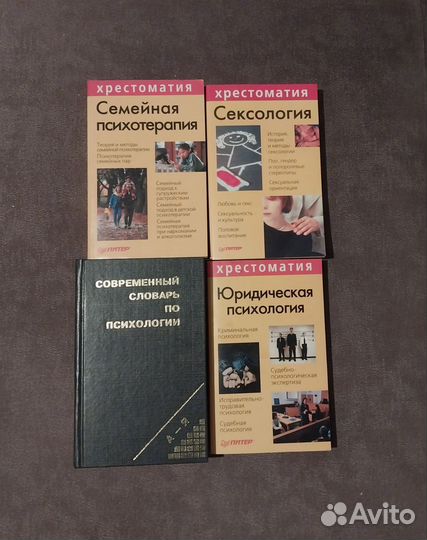 хрестоматия
Семейная
психотерапия
Теория и методы
семейной психотерапии
Психотерапия
семейных пар
Семейный
подход к
супружеским
расстройствам
Семейный
подход в детской
психотерапии
Семейная
психотерапия
при наркомании
и алкоголизме
ПИТЕР
хрестоматия
Сексология
История,
теория
и методы
сексологии
Пол, гендер
и полоролевые
стереотипы
Сексуальная
ориентация
Любовь и секс
Сексуальность
и культура
Половое
воспитание
ПИТЕР
СОВРЕМЕННЫЙ
СЛОВАРЬ
ПО
ПСИХОЛОГИИ
А - Я
хрестоматия
Юридическая
психология
Криминальная
психология
Судебно-
психологическая
экспертиза
Исправительно-
трудовая
психология
Судебная
психология
ПИТЕР
Avito